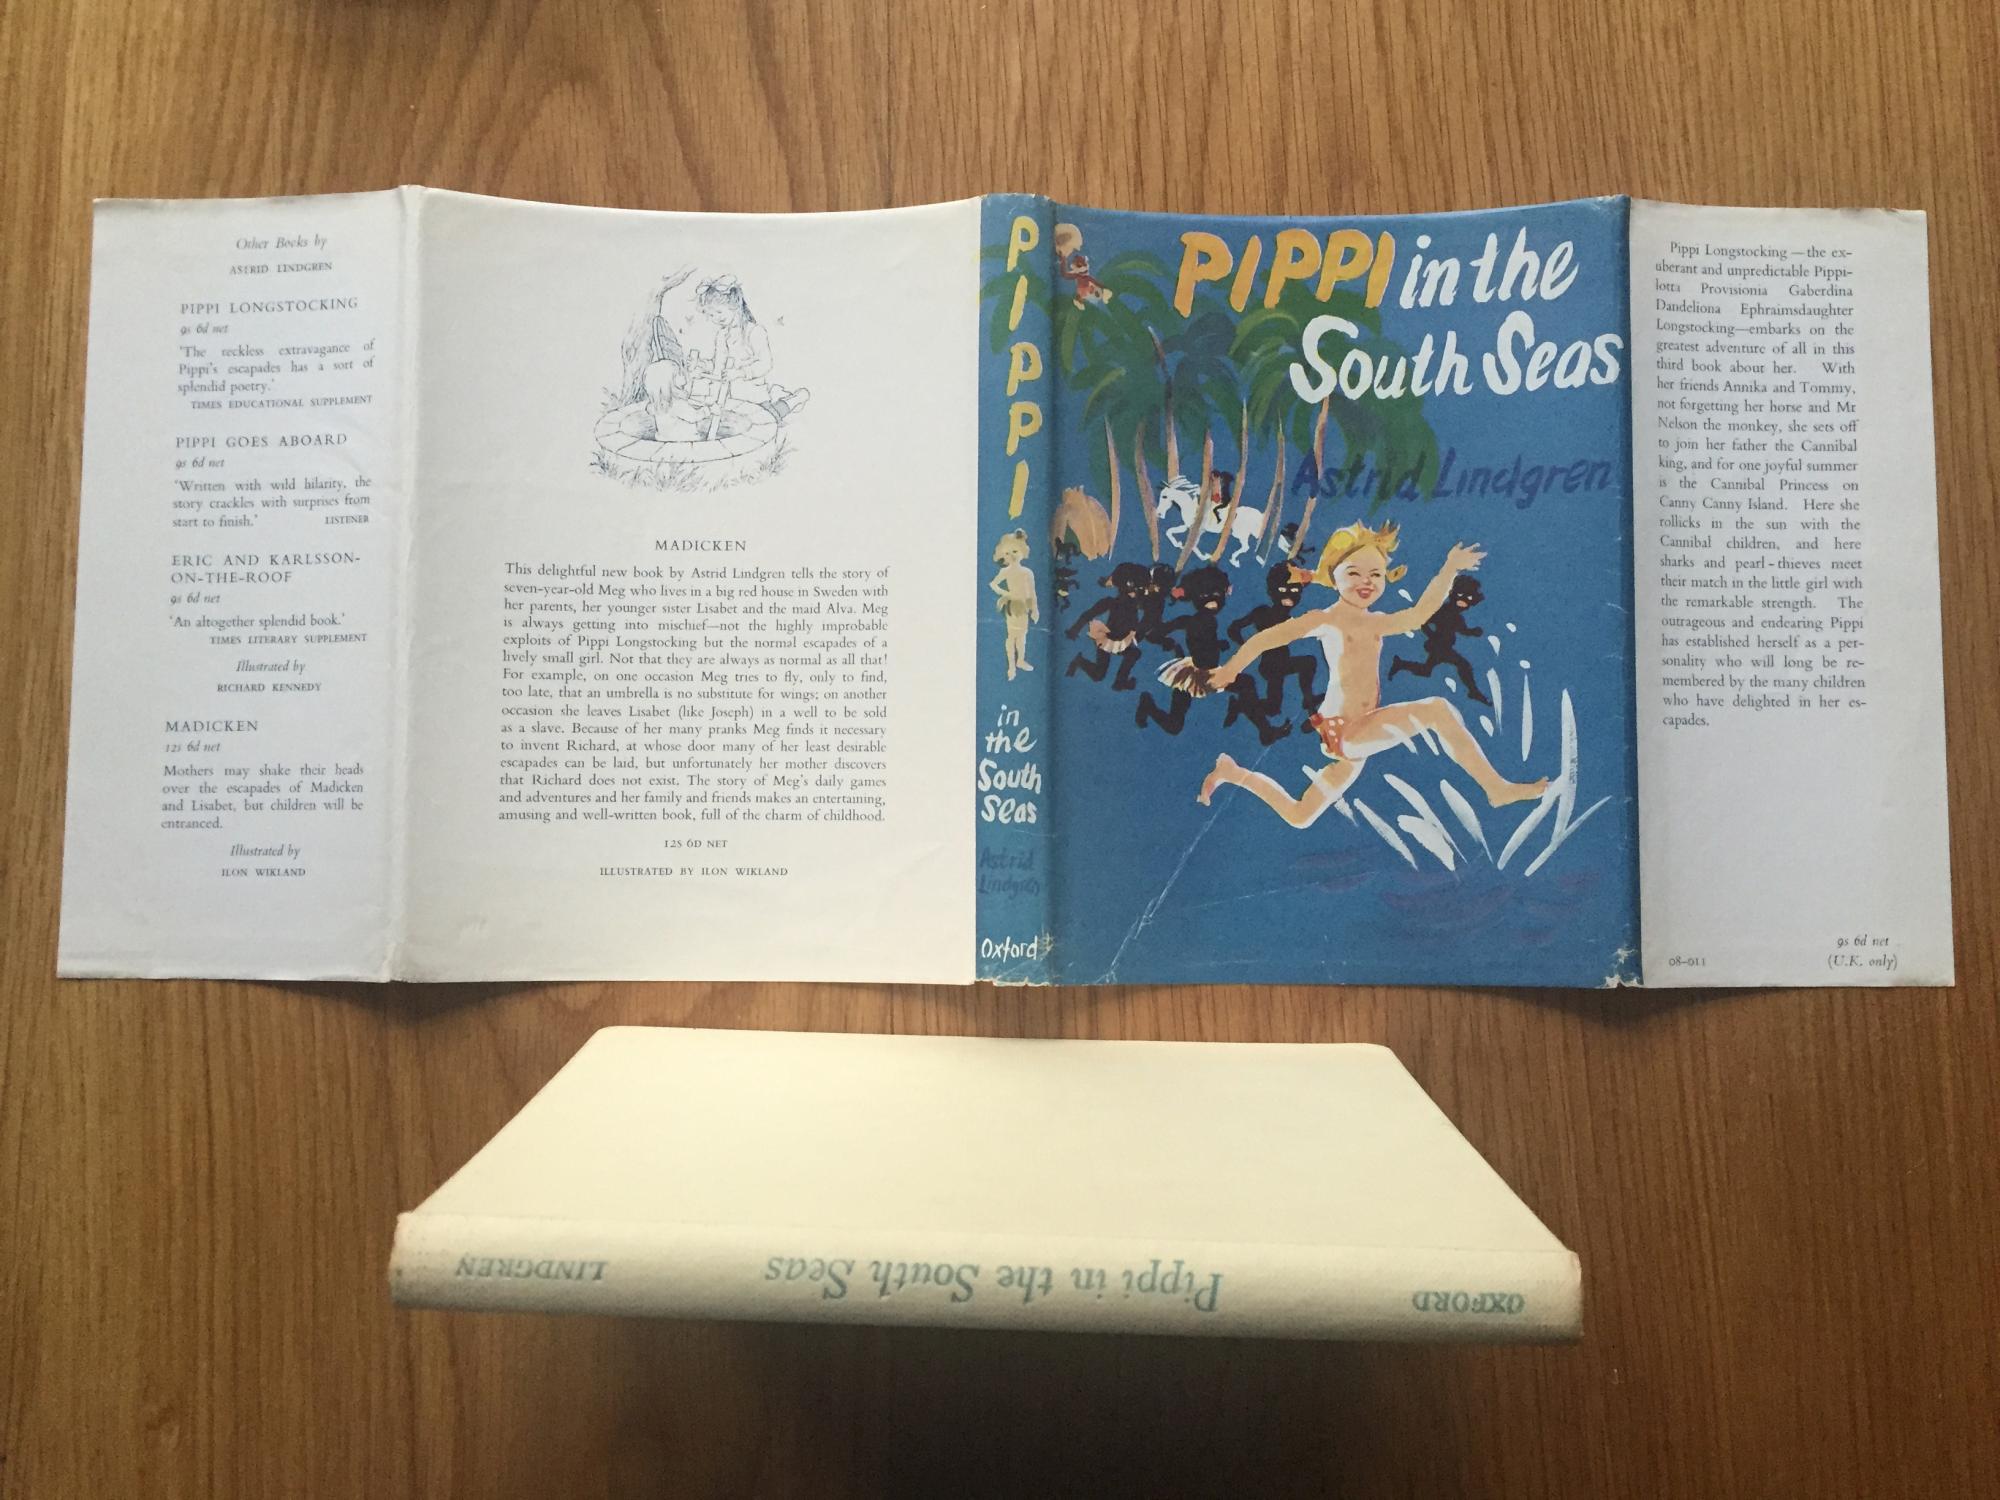 Other Books by
ASTRID LINDGREN
PIPPI LONGSTOCKING
9s 6d net
'The reckless extravagance of
Pippi's escapades has a sort of
splendid poetry.'
TIMES EDUCATIONAL SUPPLEMENT
PIPPI GOES ABOARD
9s 6d net
'Written with wild hilarity, the
story crackles with surprises from
start to finish.' LISTENER
ERIC AND KARLSSON-
ON-THE-ROOF
9s 6d net
'An altogether splendid book.'
TIMES LITERARY SUPPLEMENT
Illustrated by
RICHARD KENNEDY
MADICKEN
12s 6d net
Mothers may shake their heads
over the escapades of Madicken
and Lisabet, but children will be
entranced.
Illustrated by
ILON WIKLAND
MADICKEN
This delightful new book by Astrid Lindgren tells the story of
seven-year-old Meg who lives in a big red house in Sweden with
her parents, her younger sister Lisabet and the maid Alva. Meg
is always getting into mischief—not the highly improbable
exploits of Pippi Longstocking but the normal escapades of a
lively small girl. Not that they are always as normal as all that!
For example, on one occasion Meg tries to fly, only to find,
too late, that an umbrella is no substitute for wings; on another
occasion she leaves Lisabet (like Joseph) in a well to be sold
as a slave. Because of her many pranks Meg finds it necessary
to invent Richard, at whose door many of her least desirable
escapades can be laid, but unfortunately her mother discovers
that Richard does not exist. The story of Meg's daily games
and adventures and her family and friends makes an entertaining,
amusing and well-written book, full of the charm of childhood.
12S 6D NET
ILLUSTRATED BY ILON WIKLAND
PIPPI
in
the
South
Seas
Astrid
Lindgren
Oxford
PIPPI in the
South Seas
Astrid Lindgren
Pippi Longstocking—the ex-
uberant and unpredictable Pippi-
lotta Provisionia Gaberdina
Dandeliona Ephraimsdaughter
Longstocking—embarks on the
greatest adventure of all in this
third book about her. With
her friends Annika and Tommy,
not forgetting her horse and Mr
Nelson the monkey, she sets off
to join her father the Cannibal
king, and for one joyful summer
is the Cannibal Princess on
Canny Canny Island. Here she
rollicks in the sun with the
Cannibal children, and here
sharks and pearl-thieves meet
their match in the little girl with
the remarkable strength. The
outrageous and endearing Pippi
has established herself as a per-
sonality who will long be re-
membered by the many children
who have delighted in her es-
capades.
9s 6d net
08-011 (U.K. only)
LINDGREN Pippi in the South Seas OXFORD